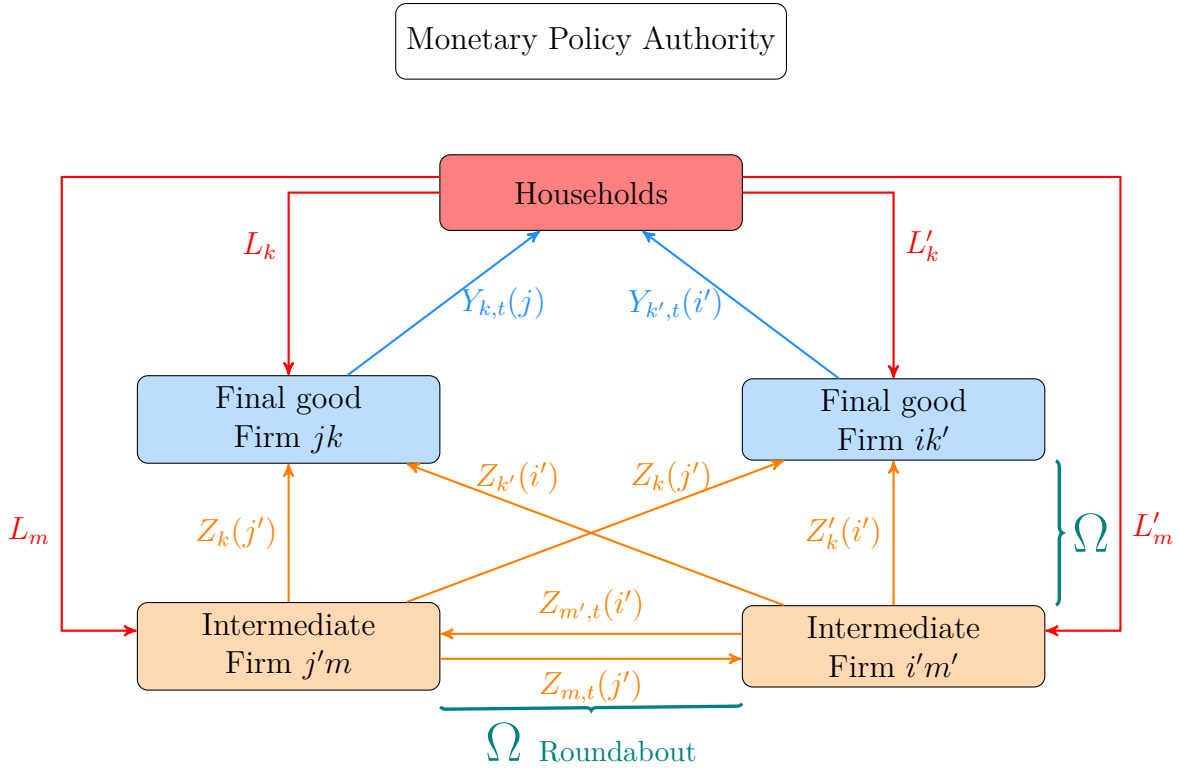 Monetary Policy Authority
Households
L_k
L'_k
Y_{k,t}(j)
Y_{k',t}(i')
Final good
Firm jk
Final good
Firm ik'
Z_{k'}(i')
Z_k(j')
L_m
Z_k(j')
Z'_k(i')
Ω
L'_m
Intermediate
Firm j'm
Z_{m',t}(i')
Intermediate
Firm i'm'
Z_{m,t}(j')
Ω Roundabout